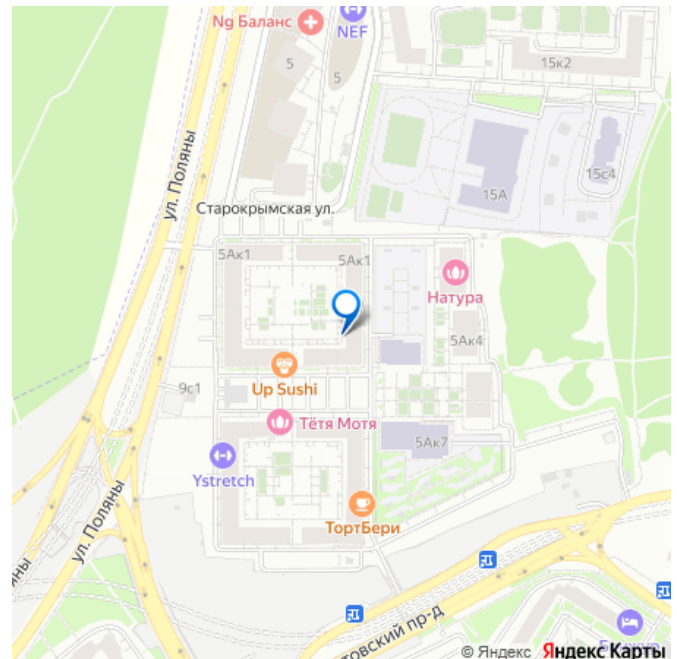 Ng Баланс
NEF
5
5
15к2
ул. Поляны
15А
15с4
Старокрымская ул.
5Ак1
5Ак1
Натура
5Ак4
Up Sushi
9с1
Тётя Мотя
5Ак7
Ystretch
ТортБери
ул. Поляны
яны
товский пр-д
© Яндекс Яндекс Карты